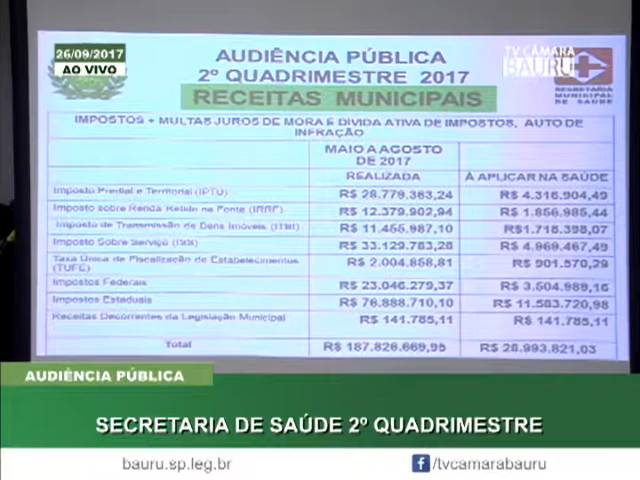 26/09/2017
AO VIVO
TV CÂMARA
BAURU
SECRETARIA
MUNICIPAL
DE SAÚDE
AUDIÊNCIA PÚBLICA
2º QUADRIMESTRE 2017
RECEITAS MUNICIPAIS
IMPOSTOS + MULTAS JUROS DE MORA E DÍVIDA ATIVA DE IMPOSTOS, AUTO DE
INFRAÇÃO
MAIO A AGOSTO
DE 2017
REALIZADA À APLICAR NA SAÚDE
Imposto Predial e Territorial (IPTU) R$ 28.779.363,24 R$ 4.316.904,49
Imposto sobre Renda Retido na Fonte (IRRF) R$ 12.379.902,94 R$ 1.856.985,44
Imposto de Transmissão de Bens Imóveis (ITBI) R$ 11.455.987,10 R$1.718.398,07
Imposto Sobre Serviço (ISS) R$ 33.129.783,26 R$ 4.969.467,49
Taxa Única de Fiscalização de Estabelecimentos
(TUFE) R$ 2.004.858,81 R$ 901.570,29
Impostos Federais R$ 23.046.279,37 R$ 3.504.989,16
Impostos Estaduais R$ 76.888.710,10 R$ 11.583.720,98
Receitas Decorrentes da Legislação Municipal R$ 141.785,11 R$ 141.785,11
Total R$ 187.826.669,95 R$ 28.993.821,03
AUDIÊNCIA PÚBLICA
SECRETARIA DE SAÚDE 2º QUADRIMESTRE
bauru.sp.leg.br /tvcamarabauru